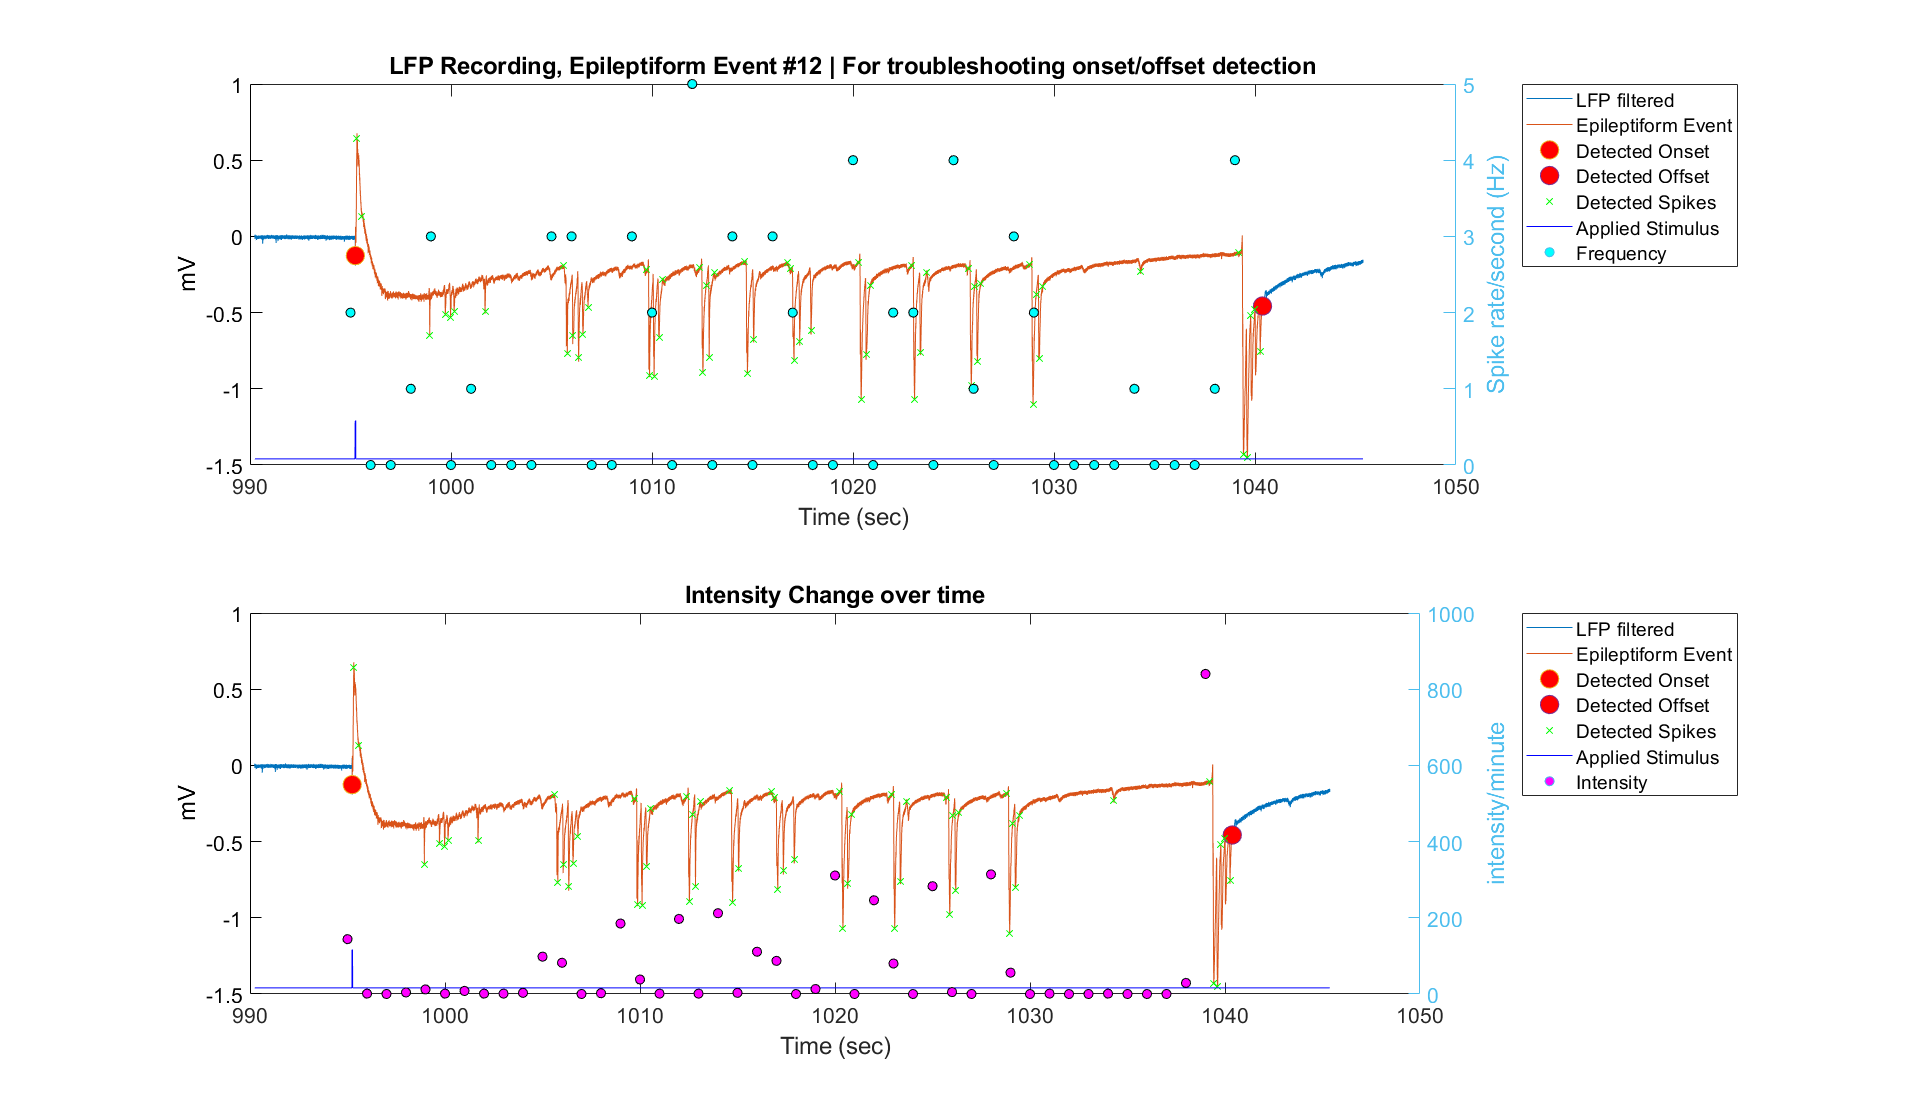 LFP Recording, Epileptiform Event #12 | For troubleshooting onset/offset detection
1
0.5
0
-0.5
-1
-1.5
mV
5
4
3
2
1
0
Spike rate/second (Hz)
990 1000 1010 1020 1030 1040 1050
Time (sec)
LFP filtered
Epileptiform Event
Detected Onset
Detected Offset
Detected Spikes
Applied Stimulus
Frequency
Intensity Change over time
1
0.5
0
-0.5
-1
-1.5
mV
1000
800
600
400
200
0
intensity/minute
990 1000 1010 1020 1030 1040 1050
Time (sec)
LFP filtered
Epileptiform Event
Detected Onset
Detected Offset
Detected Spikes
Applied Stimulus
Intensity